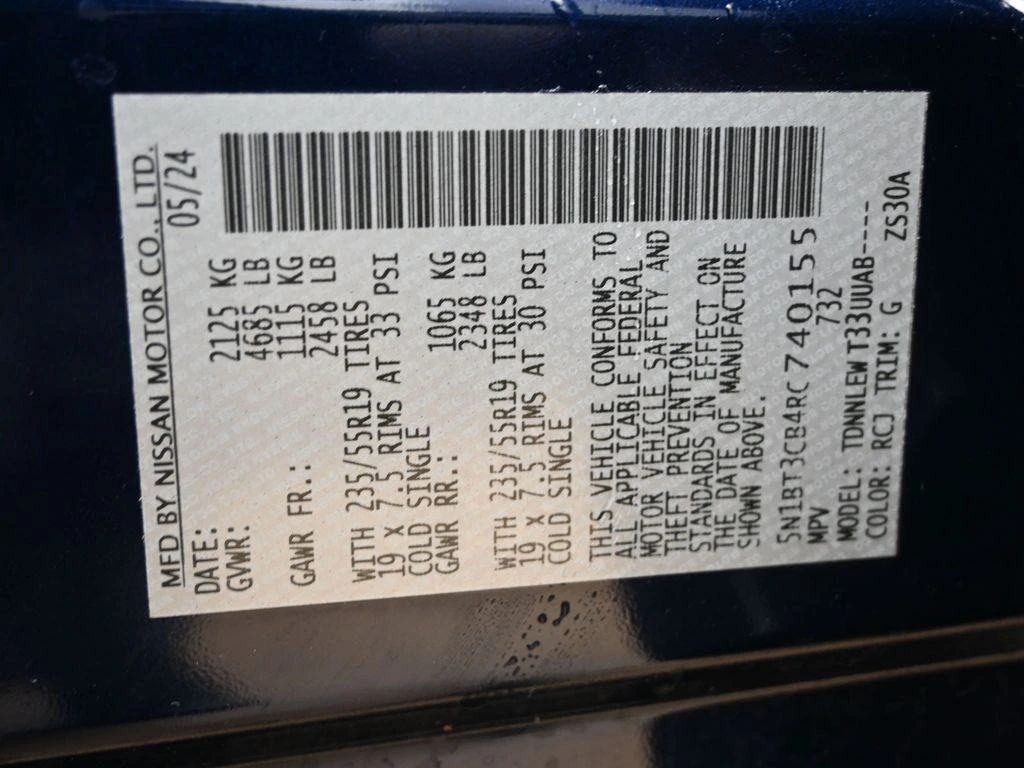 MFD BY NISSAN MOTOR CO., LTD.
DATE: 05/24
GVWR: 2125 KG
4685 LB
GAWR FR.: 1115 KG
2458 LB
WITH 235/55R19 TIRES
19 X 7.5 RIMS AT 33 PSI
COLD SINGLE
GAWR RR.: 1065 KG
2348 LB
WITH 235/55R19 TIRES
19 X 7.5 RIMS AT 30 PSI
COLD SINGLE
THIS VEHICLE CONFORMS TO
ALL APPLICABLE FEDERAL
MOTOR VEHICLE SAFETY AND
THEFT PREVENTION
STANDARDS IN EFFECT ON
THE DATE OF MANUFACTURE
SHOWN ABOVE.
5N1BT3CB4RC740155
MPV 732
MODEL: TDNNLEW T33UUAB----
COLOR: RCJ TRIM: G ZS30A